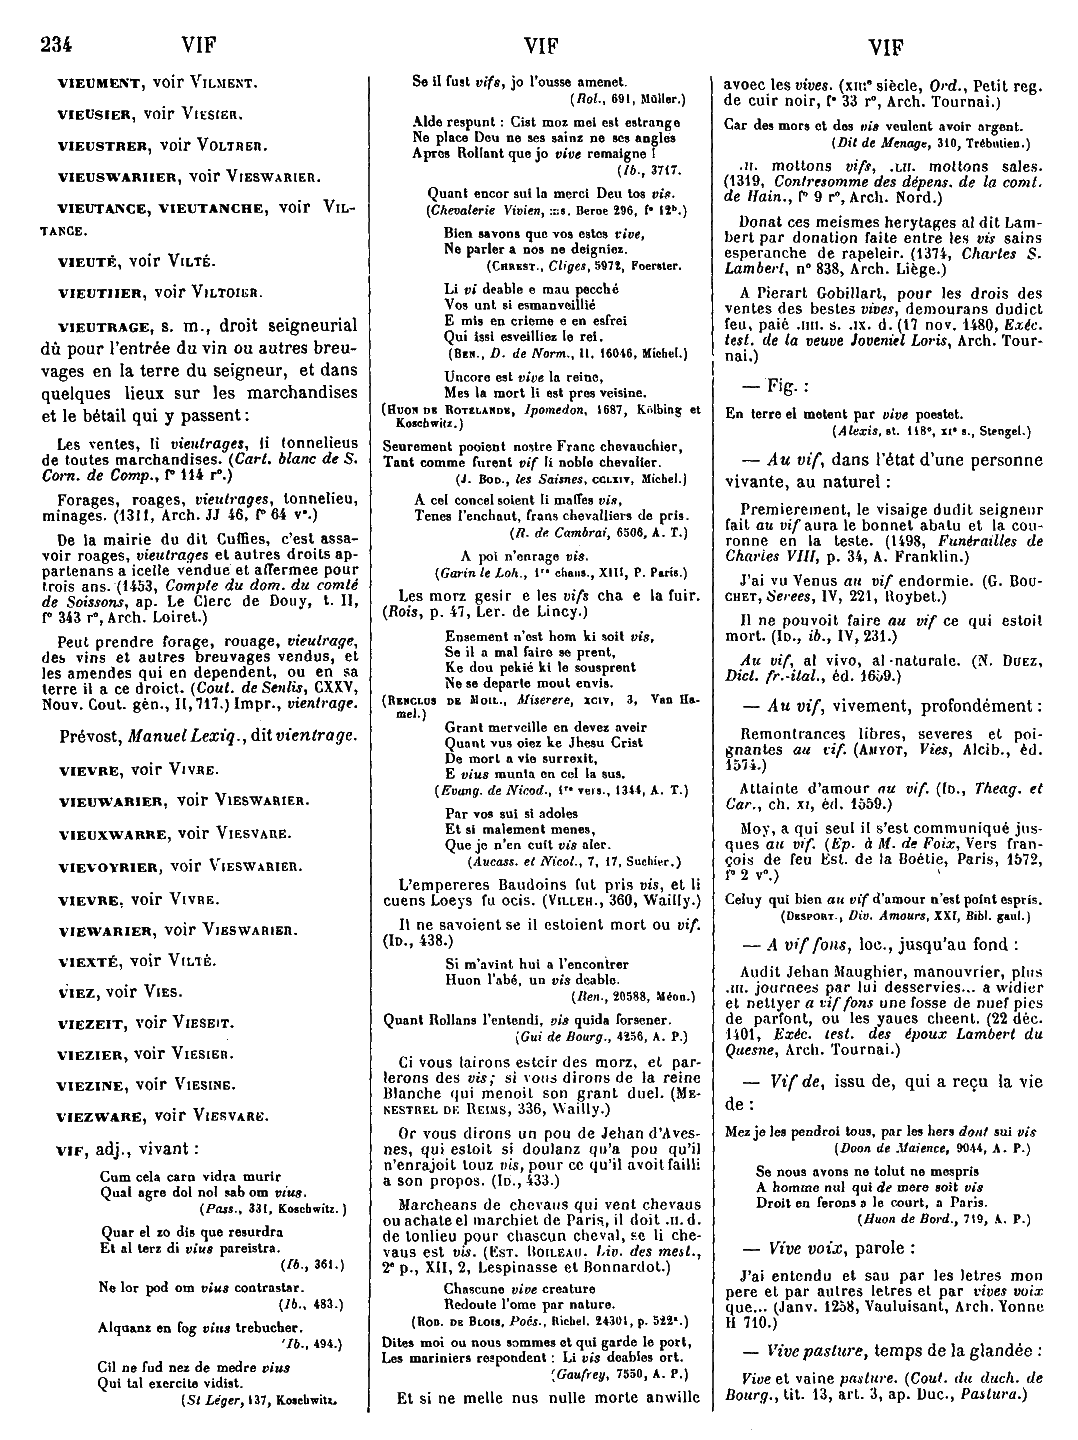 234 VIF VIF VIF
VIEUMENT, voir VILMENT.
VIEUSIER, voir VIESIER.
VIEUSTRER, voir VOLTRER.
VIEUSWARIIER, voir VIESWARIER.
VIEUTANCE, VIEUTANCHE, voir VIL-
TANCE.
VIEUTÉ, voir VILTÉ.
VIEUTIIER, voir VILTOIER.
VIEUTRAGE, s. m., droit seigneurial
dû pour l'entrée du vin ou autres breu-
vages en la terre du seigneur, et dans
quelques lieux sur les marchandises
et le bétail qui y passent :
Les ventes, li vieutrages, li tonnelieus
de toutes marchandises. (Cart. blanc de S.
Corn. de Comp., f° 114 r°.)
Forages, roages, vieutrages, tonnelieu,
minages. (1311, Arch. JJ 46, f° 64 v°.)
De la mairie du dit Cuffies, c'est assa-
voir roages, vieutrages et autres droits ap-
partenans a icelle vendue et affermee pour
trois ans. (1453, Compte du dom. du comté
de Soissons, ap. Le Clerc de Douy, t. II,
f° 343 r°, Arch. Loiret.)
Peut prendre forage, rouage, vieutrage,
des vins et autres breuvages vendus, et
les amendes qui en dependent, ou en sa
terre il a ce droict. (Cout. de Senlis, CXXV,
Nouv. Cout. gén., II, 717.) Impr., vientrage.
Prévost, Manuel Lexiq., dit vientrage.
VIEVRE, voir VIVRE.
VIEUWARIER, voir VIESWARIER.
VIEUXWARRE, voir VIESVARE.
VIEVOYRIER, voir VIESWARIER.
VIEVRE, voir VIVRE.
VIEWARIER, voir VIESWARIER.
VIEXTÉ, voir VILTÉ.
VIEZ, voir VIES.
VIEZEIT, voir VIESEIT.
VIEZIER, voir VIESIER.
VIEZINE, voir VIESINE.
VIEZWARE, voir VIESVARE.
VIF, adj., vivant :
Cum cela carn vidra murir
Qual agre dol nol sab om vius.
(Pass., 331, Koschwitz.)
Quar el zo dis que resurdra
Et al terz di vius pareistra.
(Ib., 361.)
Ne lor pod om vius contrastar.
(Ib., 483.)
Alquanz en fog vius trebucher.
(Ib., 494.)
Cil ne fud nez de medre vius
Qui tal exercite vidist.
(St Léger, 137, Koschwitz.)
Se il fust vifs, jo l'ousse amenet.
(Rol., 691, Müller.)
Alde respunt : Cist moz mei est estrange
Ne place Deu ne ses sainz ne ses angles
Apres Rollant que jo vive remaigne !
(Ib., 3717.
Quant encor sui la merci Deu tos vis.
(Chevalerie Vivien, ms. Berne 296, f° 12ᵇ.)
Bien savons que vos estes vive,
Ne parler a nos ne deigniez.
(CHREST., Cliges, 5972, Foerster.
Li vi deable e mau pecché
Vos unt si esmanveillié
E mis en crieme e en esfrei
Qui issi esveilliez le rei.
(BEN., D. de Norm., II. 16046, Michel.)
Uncore est vive la reine,
Mes la mort li est pres veisine.
(HUON DE ROTELANDE, Ipomedon, 1687, Kölbing et
Koschwitz.)
Seurement pooient nostre Franc chevauchier,
Tant comme furent vif li noble chevalier.
(J. BOD., les Saisnes, CCLXIV, Michel.)
A cel concel soient li maffes vis,
Tenes l'enchaut, frans chevalliers de pris.
(R. de Cambrai, 6506, A. T.)
A poi n'enrage vis.
(Garin le Loh., 1ʳᵉ chans., XIII, P. Paris.)
Les morz gesir e les vifs cha e la fuir.
(Rois, p. 47, Ler. de Lincy.)
Ensement n'est hom ki soit vis,
Se il a mal faire se prent,
Ke dou pekié ki le sousprent
Ne se departe mout envis.
(RENCLUS DE MOIL., Miserere, XCIV, 3, Van Ha-
mel.)
Grant merveille en devez aveir
Quant vus oiez ke Jhesu Crist
De mort a vie surrexit,
E vius munta en cel la sus.
(Evang. de Nicod., 1ʳᵉ vers., 1344, A. T.)
Par vos sui si adoles
Et si malement menes,
Que je n'en cuit vis aler.
(Aucass. et Nicol., 7, 17, Suchier.)
L'empereres Baudoins fut pris vis, et li
cuens Loeys fu ocis. (VILLEH., 360, Wailly.)
Il ne savoient se il estoient mort ou vif.
(ID., 438.)
Si m'avint hui a l'encontrer
Huon l'abé, un vis deable.
(Ren., 20588, Méon.)
Quant Rollans l'entendi, vis quida forsener.
(Gui de Bourg., 4256, A. P.)
Ci vous lairons esteir des morz, et par-
lerons des vis; si vous dirons de la reine
Blanche qui menoit son grant duel. (ME-
NESTREL DE REIMS, 336, Wailly.)
Or vous dirons un pou de Jehan d'Aves-
nes, qui estoit si doulanz qu'a pou qu'il
n'enrajoit touz vis, pour ce qu'il avoit failli
a son propos. (ID., 433.)
Marcheans de chevaus qui vent chevaus
ou achate el marchiet de Paris, il doit .II. d.
de tonlieu pour chascun cheval, se li che-
vaus est vis. (EST. BOILEAU. Liv. des mest.,
2° p., XII, 2, Lespinasse et Bonnardot.)
Chascune vive creature
Redoute l'ome par nature.
(ROB. DE BLOIS, Poés., Richel. 24301, p. 522ᵃ.)
Dites moi ou nous sommes et qui garde le port,
Les mariniers respondent : Li vis deables ort.
(Gaufrey, 7550, A. P.)
Et si ne melle nus nulle morte anwille
avoec les vives. (XIIIᵉ siècle, Ord., Petit reg.
de cuir noir, f° 33 r°, Arch. Tournai.)
Car des mors et des vis veulent avoir argent.
(Dit de Menage, 310, Trébutien.)
.II. mottons vifs, .LII. mottons sales.
(1319, Contresomme des dépens. de la comt.
de Hain., f° 9 r°, Arch. Nord.)
Donat ces meismes herytages al dit Lam-
bert par donation faite entre les vis sains
esperanche de rapeleir. (1374, Chartes S.
Lambert, n° 838, Arch. Liège.)
A Pierart Gobillart, pour les drois des
ventes des bestes vives, demourans dudict
feu, paié .IIII. s. .IX. d. (17 nov. 1480, Exéc.
test. de la veuve Joveniel Loris, Arch. Tour-
nai.)
— Fig. :
En terre el metent par vive poestet.
(Alexis, st. 118ᵉ, XIᵉ s., Stengel.)
— Au vif, dans l'état d'une personne
vivante, au naturel :
Premierement, le visaige dudit seigneur
fait au vif aura le bonnet abatu et la cou-
ronne en la teste. (1498, Funérailles de
Charles VIII, p. 34, A. Franklin.)
J'ai vu Venus au vif endormie. (G. BOU-
CHET, Serees, IV, 221, Roybet.)
Il ne pouvoit faire au vif ce qui estoit
mort. (ID., ib., IV, 231.)
Au vif, al vivo, al naturale. (N. DUEZ,
Dict. fr.-ital., éd. 1659.)
— Au vif, vivement, profondément :
Remontrances libres, severes et poi-
gnantes au vif. (AMYOT, Vies, Alcib., éd.
1574.)
Attainte d'amour au vif. (ID., Theag. et
Car., ch. XI, éd. 1559.)
Moy, a qui seul il s'est communiqué jus-
ques au vif. (Ep. à M. de Foix, Vers fran-
çois de feu Est. de la Boétie, Paris, 1572,
f° 2 v°.)
Celuy qui bien au vif d'amour n'est point espris.
(DESPORT., Div. Amours, XXI, Bibl. gaul.)
— A vif fons, loc., jusqu'au fond :
Audit Jehan Maughier, manouvrier, plus
.III. journees par lui desservies... a widier
et nettyer a vif fons une fosse de nuef pies
de parfont, ou les yaues cheent. (22 déc.
1401, Exéc. test. des époux Lambert du
Quesne, Arch. Tournai.)
— Vif de, issu de, qui a reçu la vie
de :
Mez je les pendroi tous, par les hers dont sui vis
(Doon de Maience, 9044, A. P.)
Se nous avons ne tolut ne mespris
A homme nul qui de mere soit vis
Droit en ferons a le court, a Paris.
(Huon de Bord., 719, A. P.)
— Vive voix, parole :
J'ai entendu et sau par les letres mon
pere et par autres letres et par vives voix
que... (Janv. 1258, Vauluisant, Arch. Yonne
H 710.)
— Vive pasture, temps de la glandée :
Vive et vaine pasture. (Cout. du duch. de
Bourg., tit. 13, art. 3, ap. Duc., Pastura.)